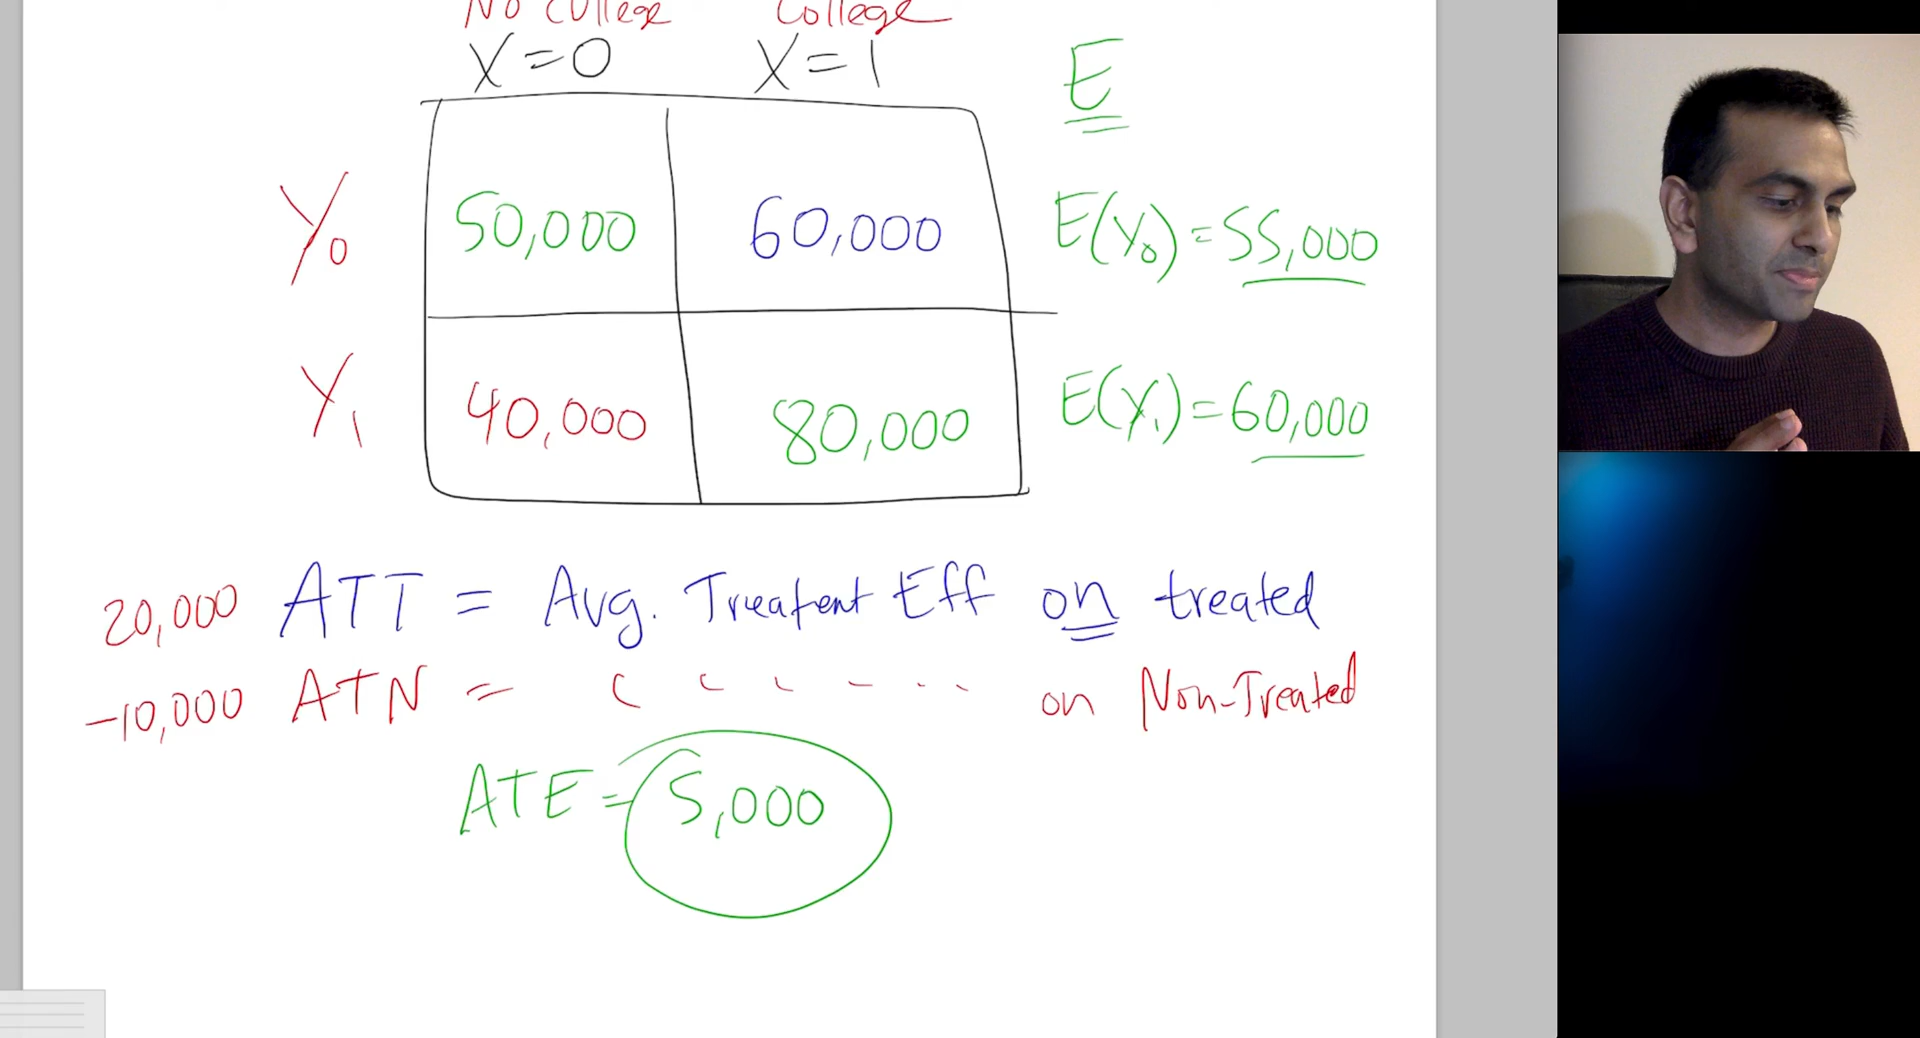 No College College
X=0 X=1 E
Y₀ 50,000 60,000 E(Y₀)=55,000
Y₁ 40,000 80,000 E(Y₁)=60,000
20,000 ATT = Avg. Treatent Eff on treated
-10,000 ATN = on Non-Treated
ATE = 5,000